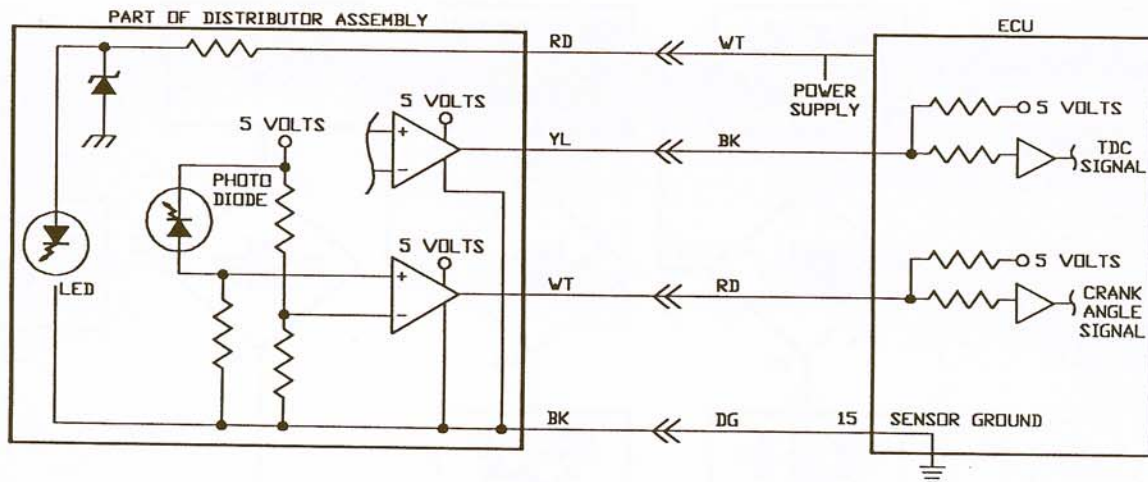 PART OF DISTRIBUTOR ASSEMBLY
ECU
RD
WT
POWER
SUPPLY
5 VOLTS
5 VOLTS
+
−
YL
BK
5 VOLTS
TDC
SIGNAL
PHOTO
DIODE
5 VOLTS
+
−
LED
WT
RD
5 VOLTS
CRANK
ANGLE
SIGNAL
BK
DG
15
SENSOR GROUND